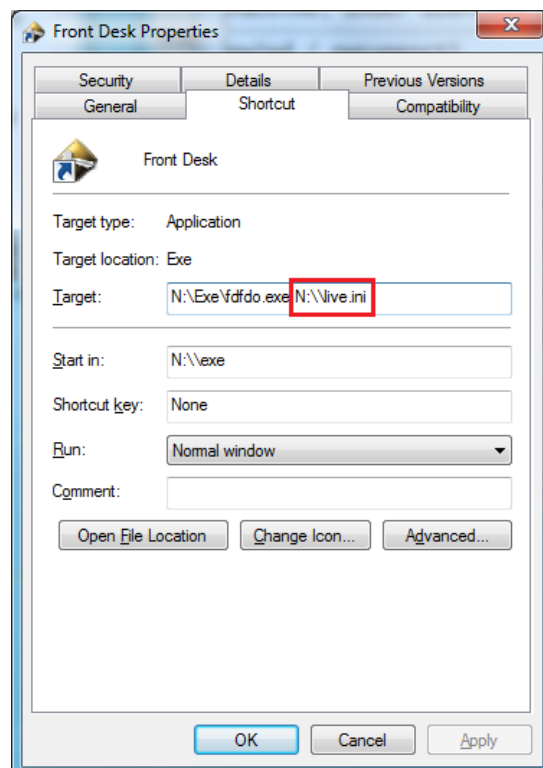 Front Desk Properties
x
Security Details Previous Versions
General Shortcut Compatibility
Front Desk
Target type: Application
Target location: Exe
Target: N:\Exe\fdfdo.exe N:\\live.ini
Start in: N:\\exe
Shortcut key: None
Run: Normal window
Comment:
Open File Location Change Icon... Advanced...
OK Cancel Apply